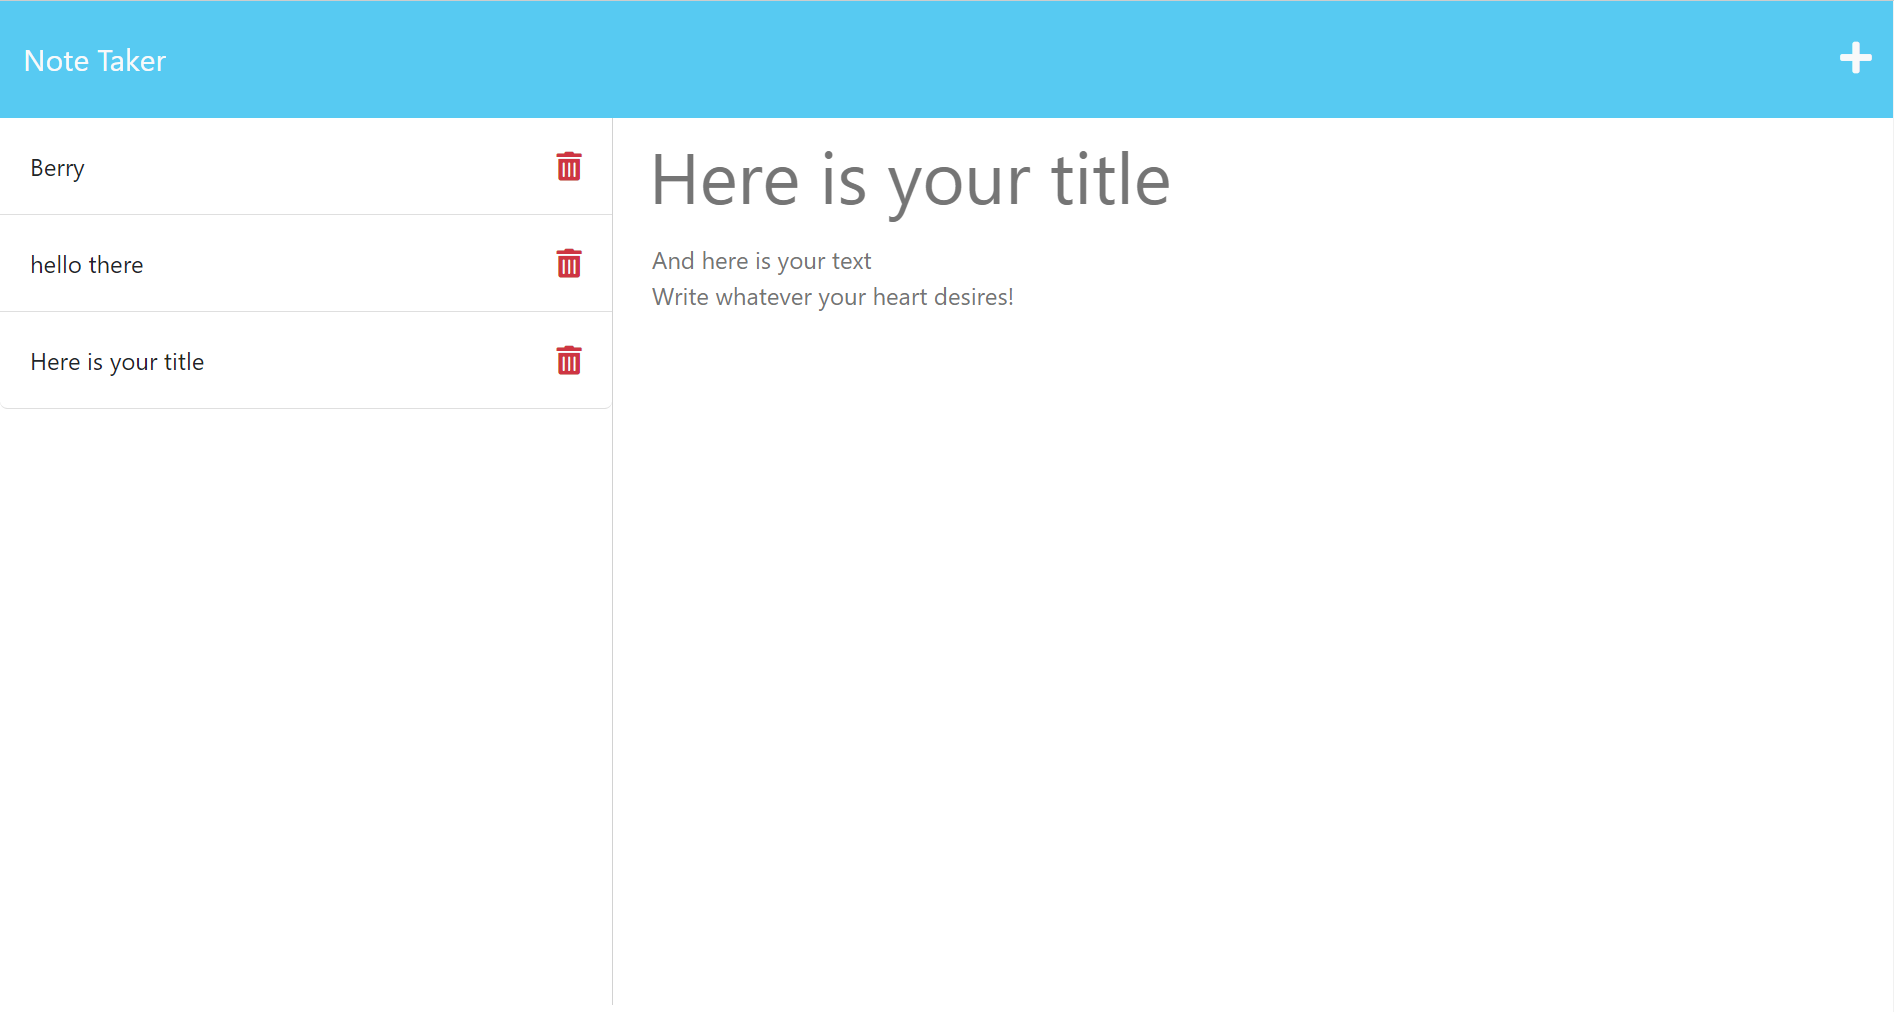 Note Taker
Berry
hello there
Here is your title
Here is your title
And here is your text
Write whatever your heart desires!